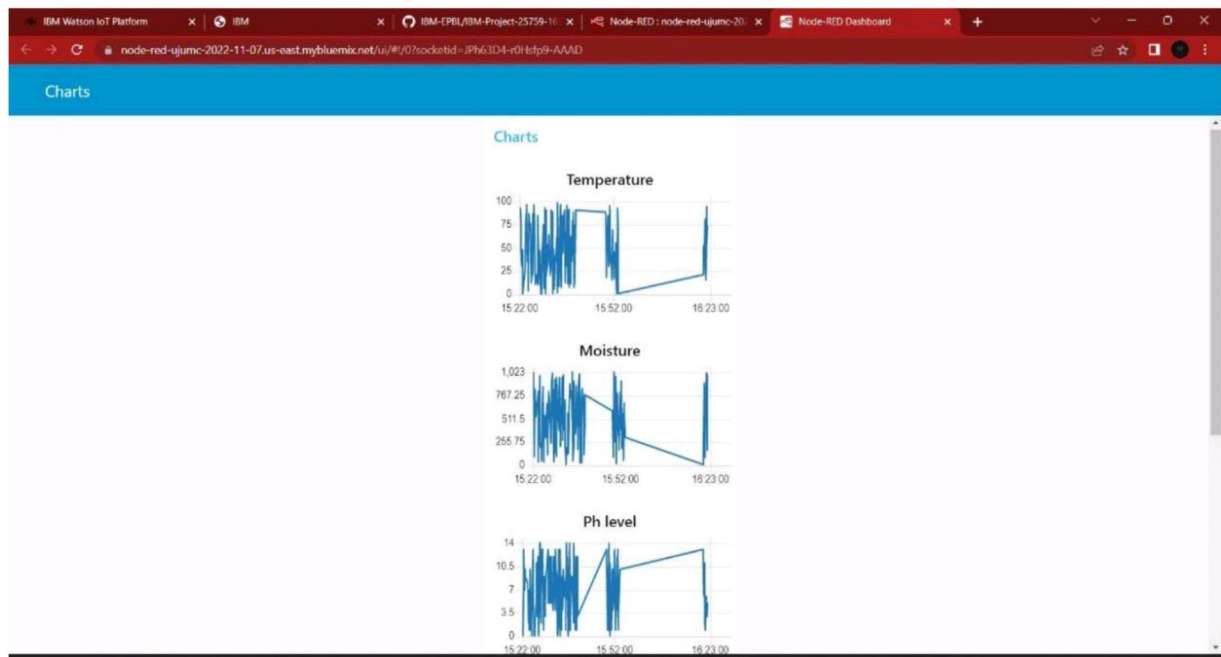 IBM Watson IoT Platform
IBM
IBM-EPBL/IBM-Project-25759-16
Node-RED : node-red-ujumc-202
Node-RED Dashboard
node-red-ujumc-2022-11-07.us-east.mybluemix.net/ui/#!/0?socketid=JPh63D4-r0Hsfp9-AAAD
Charts
Charts
Temperature
100
75
50
25
0
15:22:00 15:52:00 16:23:00
Moisture
1,023
767.25
511.5
255.75
0
15:22:00 15:52:00 16:23:00
Ph level
14
10.5
7
3.5
0
15:22:00 15:52:00 16:23:00